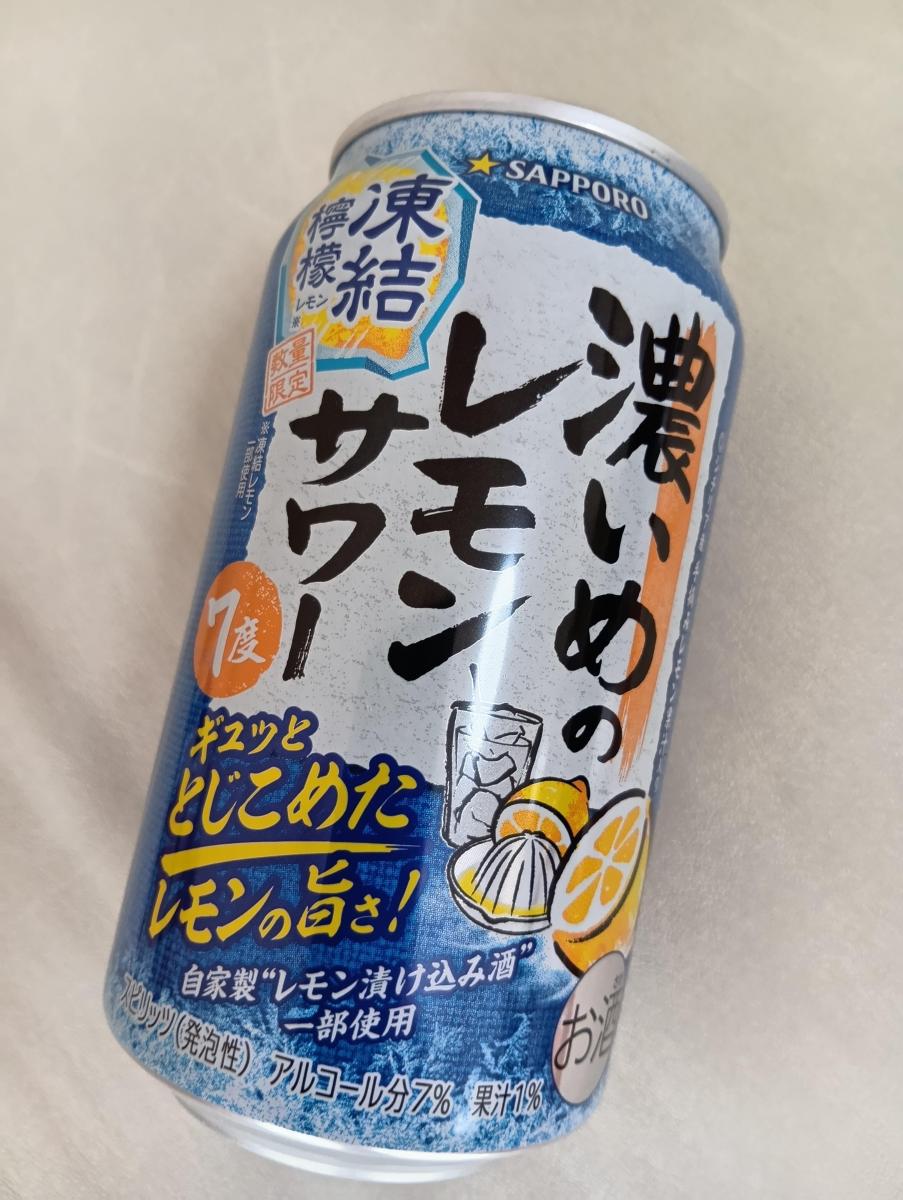 SAPPORO
凍結
檸檬
レモン
※
数量
限定
※凍結レモン
一部使用
濃いめの
レモン
サワー
7度
ギュッと
とじこめた
レモンの旨さ!
自家製“レモン漬け込み酒”
一部使用
スピリッツ(発泡性) アルコール分7% 果汁1%
お酒